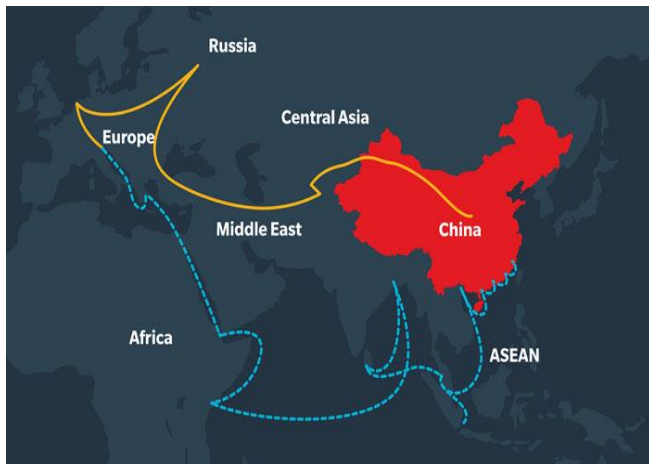 Russia
Central Asia
Europe
Middle East
China
Africa
ASEAN